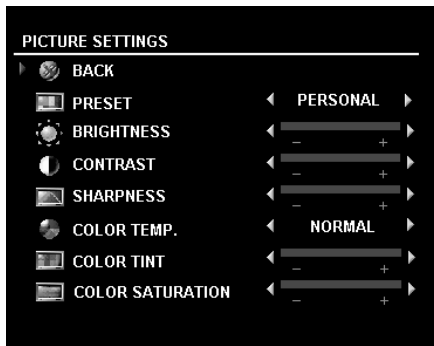 PICTURE SETTINGS
BACK
PRESET PERSONAL
BRIGHTNESS
– +
CONTRAST
– +
SHARPNESS
– +
COLOR TEMP. NORMAL
COLOR TINT
– +
COLOR SATURATION
– +